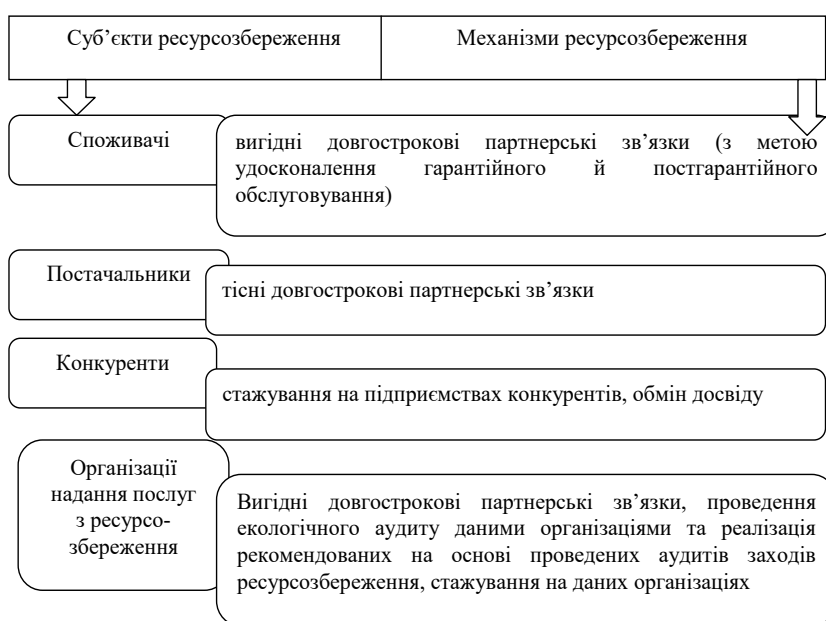 Суб’єкти ресурсозбереження
Механізми ресурсозбереження
Споживачі
вигідні довгострокові партнерські зв’язки (з метою
удосконалення гарантійного й постгарантійного
обслуговування)
Постачальники
тісні довгострокові партнерські зв’язки
Конкуренти
стажування на підприємствах конкурентів, обмін досвіду
Організації
надання послуг
з ресурсо-
збереження
Вигідні довгострокові партнерські зв’язки, проведення
екологічного аудиту даними організаціями та реалізація
рекомендованих на основі проведених аудитів заходів
ресурсозбереження, стажування на даних організаціях